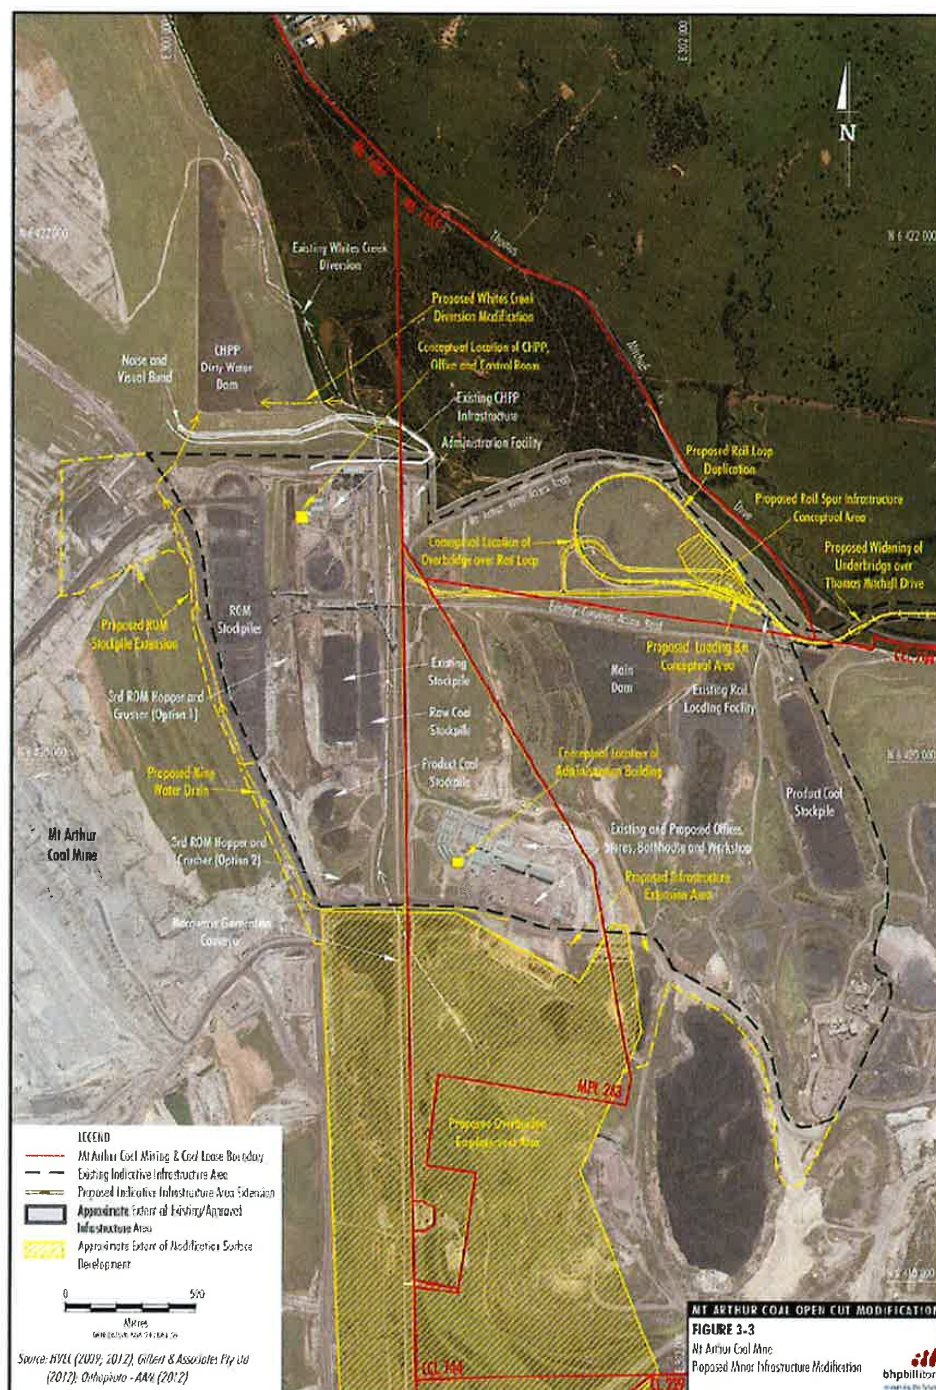 E 302 000
N
N 6 422 000
N 6 422 000
Thomas
Mitchell
Drive
Existing Whites Creek
Diversion
Proposed Whites Creek
Diversion Modification
Conceptual Location of CHPP,
Office and Control Room
Noise and
Visual Bund
CHPP
Dirty Water
Dam
Existing CHPP
Infrastructure
Administration Facility
Proposed Rail Loop
Duplication
Proposed Rail Spur Infrastructure
Conceptual Area
Conceptual Location of
Overbridge over Rail Loop
Proposed Widening of
Underbridge over
Thomas Mitchell Drive
ROM
Stockpiles
Proposed ROM
Stockpile Extension
Proposed Loading Bin
Conceptual Area
Existing
Stockpile
Main
Dam
Existing Rail
Loading Facility
3rd ROM Hopper and
Crusher (Option 1)
Raw Coal
Stockpile
Conceptual Location of
Administration Building
Proposed Mine
Water Drain
Product Coal
Stockpile
Product Coal
Stockpile
Mt Arthur
Coal Mine
3rd ROM Hopper and
Crusher (Option 2)
Existing and Proposed Offices,
Stores, Bathhouse and Workshop
Proposed Infrastructure
Extension Area
Macquarie Generation
Conveyor
MPL 263
Proposed Overburden
Emplacement Area
CCL 744
LEGEND
Mt Arthur Coal Mining & Coal Lease Boundary
Existing Indicative Infrastructure Area
Proposed Indicative Infrastructure Area Extension
Approximate Extent of Existing/Approved
Infrastructure Area
Approximate Extent of Modification Surface
Development
0 500
Metres
Source: HVEC (2009; 2012), Gilbert & Associates Pty Ltd
(2012); Orthophoto - AAM (2012)
MT ARTHUR COAL OPEN CUT MODIFICATION
FIGURE 3-3
Mt Arthur Coal Mine
Proposed Minor Infrastructure Modification
bhpbilliton